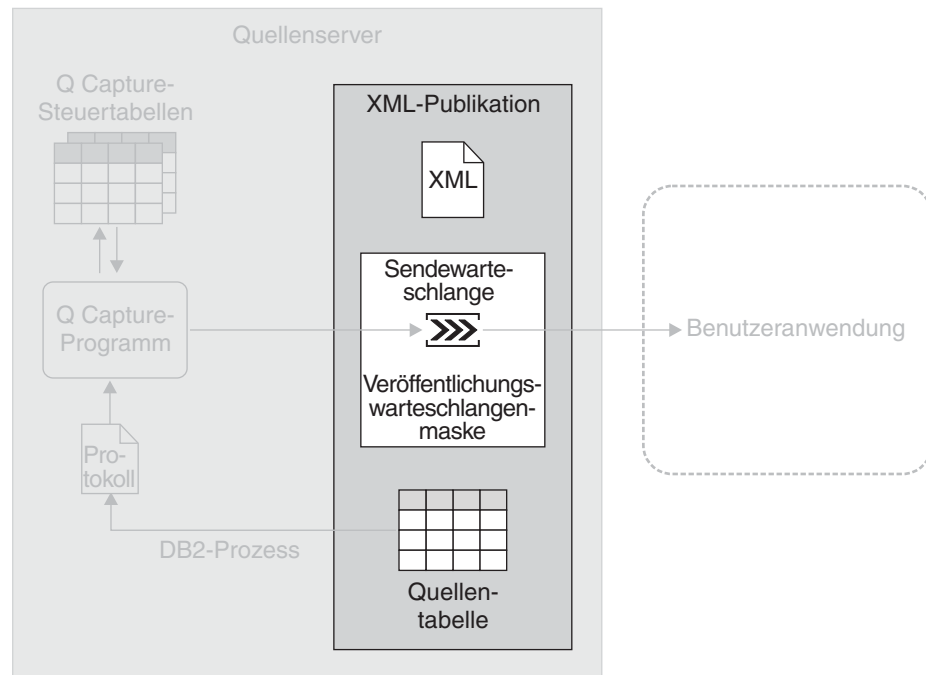 Quellenserver
Q Capture-
Steuertabellen
XML-Publikation
XML
Sendewarte-
schlange
Q Capture-
Programm
Benutzeranwendung
Veröffentlichungs-
warteschlangen-
maske
Pro-
tokoll
DB2-Prozess
Quellen-
tabelle